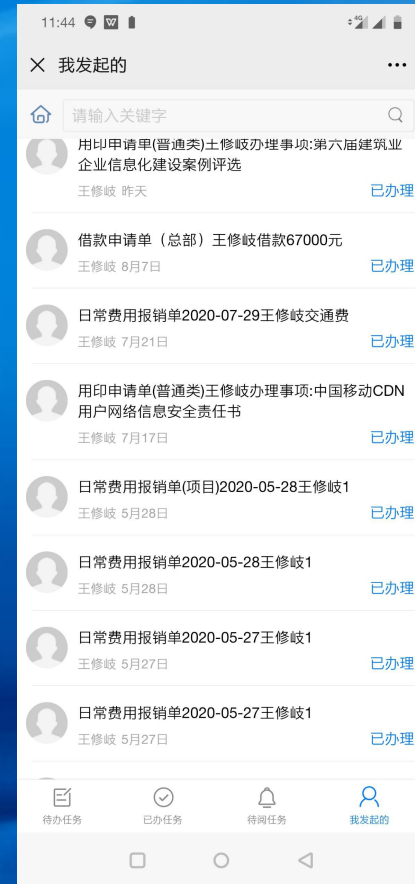 11:44
4G
我发起的
请输入关键字
用印申请单(普通类)王修岐办理事项:第六届建筑业
企业信息化建设案例评选
王修岐 昨天
已办理
借款申请单（总部）王修岐借款67000元
王修岐 8月7日
已办理
日常费用报销单2020-07-29王修岐交通费
王修岐 7月21日
已办理
用印申请单(普通类)王修岐办理事项:中国移动CDN
用户网络信息安全责任书
王修岐 7月17日
已办理
日常费用报销单(项目)2020-05-28王修岐1
王修岐 5月28日
已办理
日常费用报销单2020-05-28王修岐1
王修岐 5月28日
已办理
日常费用报销单2020-05-27王修岐1
王修岐 5月27日
已办理
日常费用报销单2020-05-27王修岐1
王修岐 5月27日
已办理
待办任务
已办任务
待阅任务
我发起的